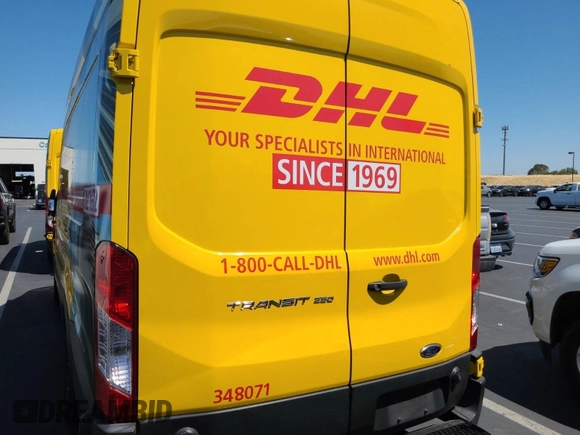 DHL
YOUR SPECIALISTS IN INTERNATIONAL
SINCE 1969
1-800-CALL-DHL www.dhl.com
TRANSIT 250
348071
DREAMBID